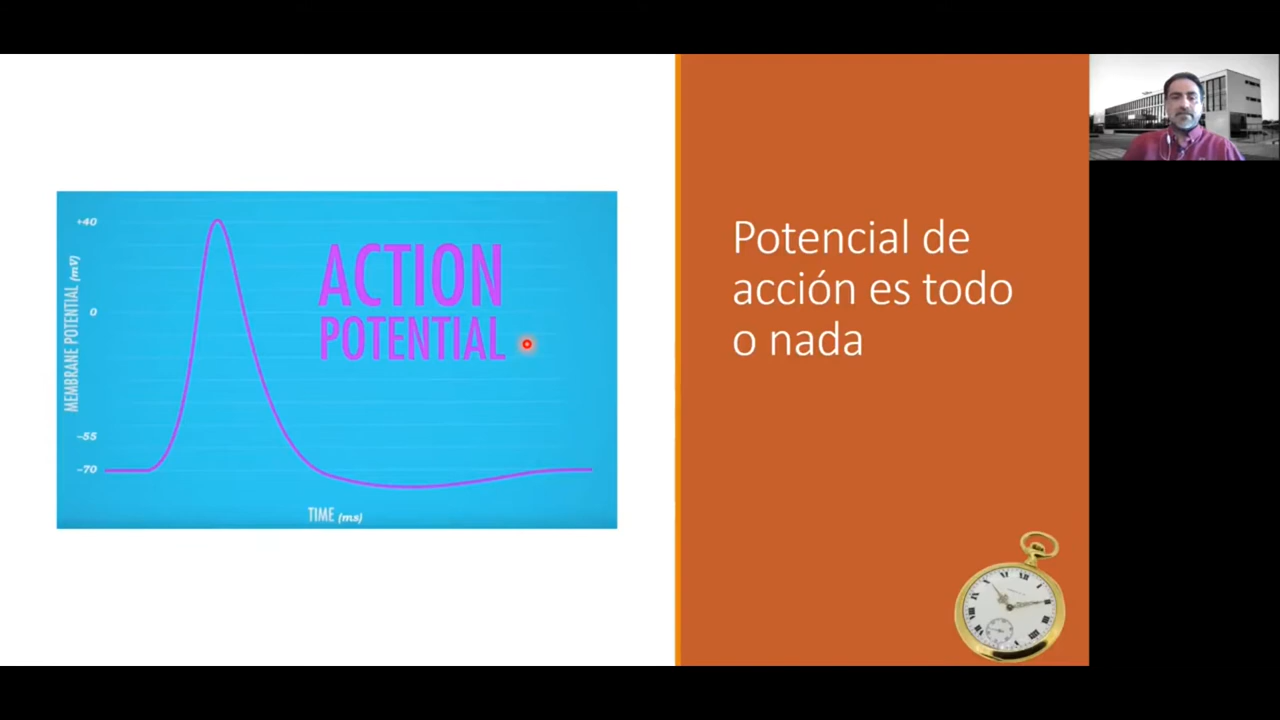 +40
0
-55
-70
MEMBRANE POTENTIAL (mV)
ACTION
POTENTIAL
TIME (ms)
Potencial de
acción es todo
o nada